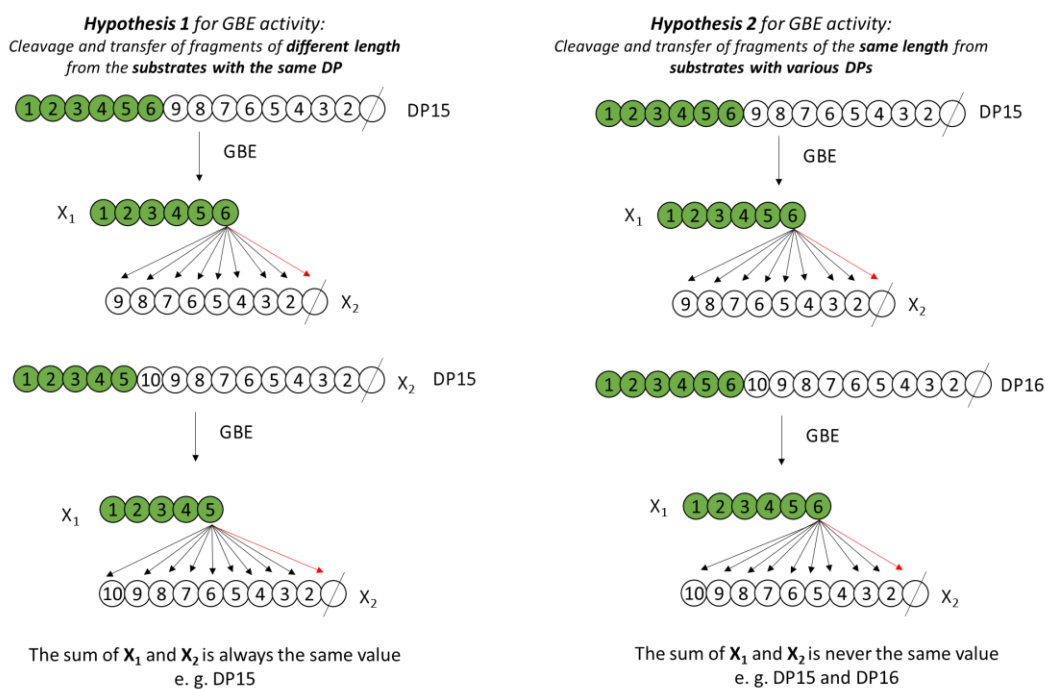 Hypothesis 1 for GBE activity:
Cleavage and transfer of fragments of different length
from the substrates with the same DP
1 2 3 4 5 6 9 8 7 6 5 4 3 2 DP15
GBE
X₁ 1 2 3 4 5 6
9 8 7 6 5 4 3 2 X₂
1 2 3 4 5 10 9 8 7 6 5 4 3 2 X₂ DP15
GBE
X₁ 1 2 3 4 5
10 9 8 7 6 5 4 3 2 X₂
The sum of X₁ and X₂ is always the same value
e. g. DP15
Hypothesis 2 for GBE activity:
Cleavage and transfer of fragments of the same length from
substrates with various DPs
1 2 3 4 5 6 9 8 7 6 5 4 3 2 DP15
GBE
X₁ 1 2 3 4 5 6
9 8 7 6 5 4 3 2 X₂
1 2 3 4 5 6 10 9 8 7 6 5 4 3 2 DP16
GBE
X₁ 1 2 3 4 5 6
10 9 8 7 6 5 4 3 2 X₂
The sum of X₁ and X₂ is never the same value
e. g. DP15 and DP16